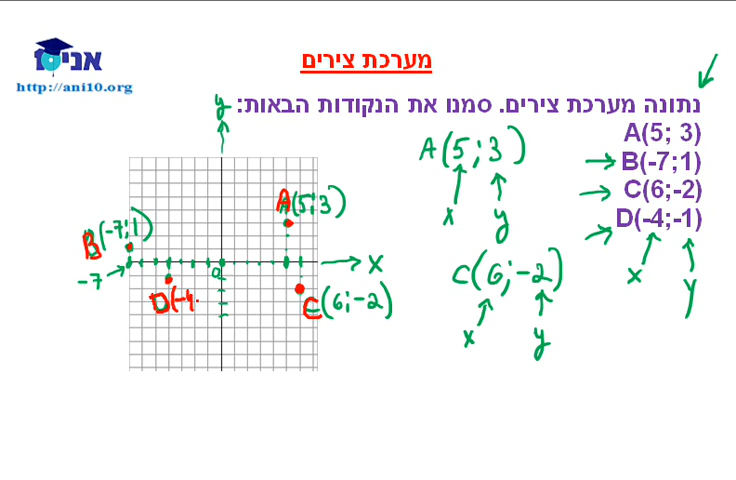 מערכת צירים
אני10
http://ani10.org
נתונה מערכת צירים. סמנו את הנקודות הבאות:
A(5; 3)
B(-7;1)
C(6;-2)
D(-4;-1)
x
y
A(5;3)
x
y
C(6;-2)
x
y
y
A(5;3)
B(-7;1)
-7
0
x
D(-4
C(6;-2)